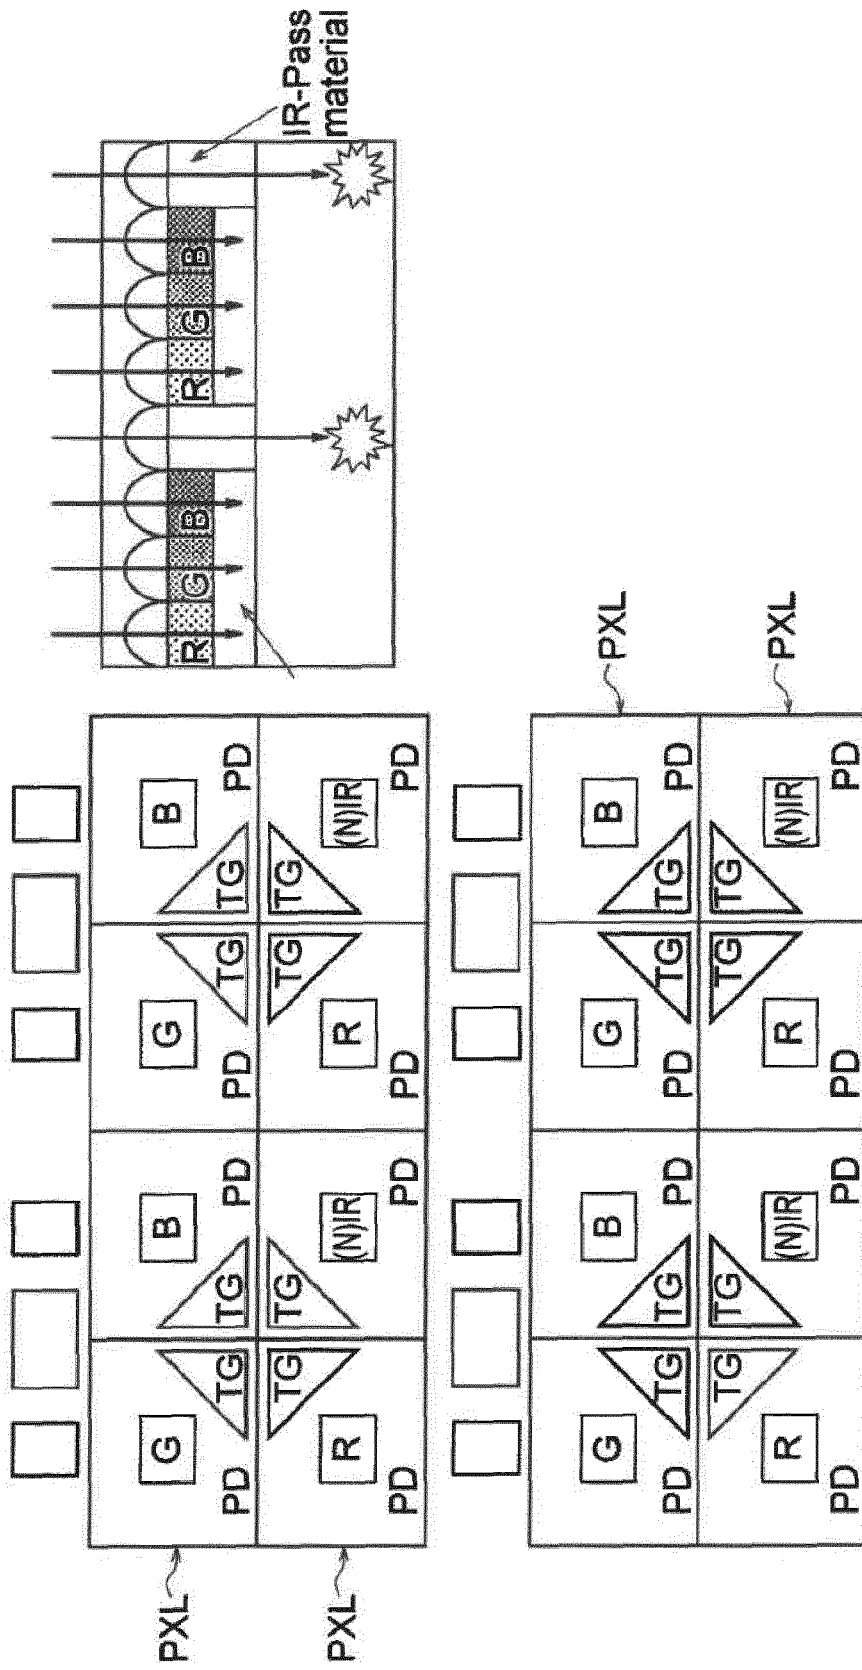 PXL G B G B
PD TG TG PD PD TG TG PD
TG TG TG TG
PXL R (N)IR R (N)IR
PD PD PD PD
R G B R G B
IR-Pass
material
G B G B PXL
PD TG TG PD PD TG TG PD
TG TG TG TG
R (N)IR R (N)IR PXL
PD PD PD PD